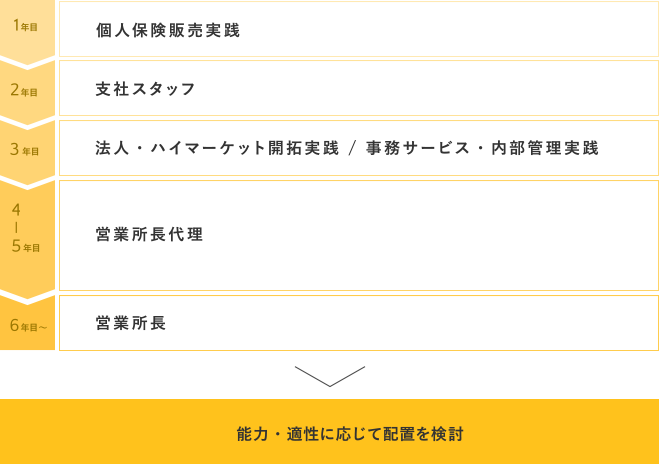 1年目
個人保険販売実践
2年目
支社スタッフ
3年目
法人・ハイマーケット開拓実践 / 事務サービス・内部管理実践
4
|
5年目
営業所長代理
6年目〜
営業所長
能力・適性に応じて配置を検討